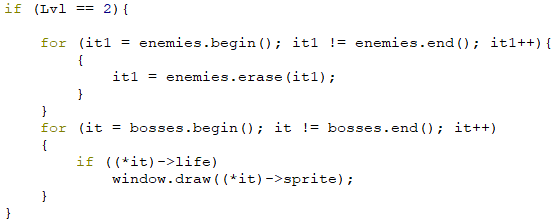 if (Lvl == 2){
for (it1 = enemies.begin(); it1 != enemies.end(); it1++){
{
it1 = enemies.erase(it1);
}
}
for (it = bosses.begin(); it != bosses.end(); it++)
{
if ((*it)->life)
window.draw((*it)->sprite);
}
}